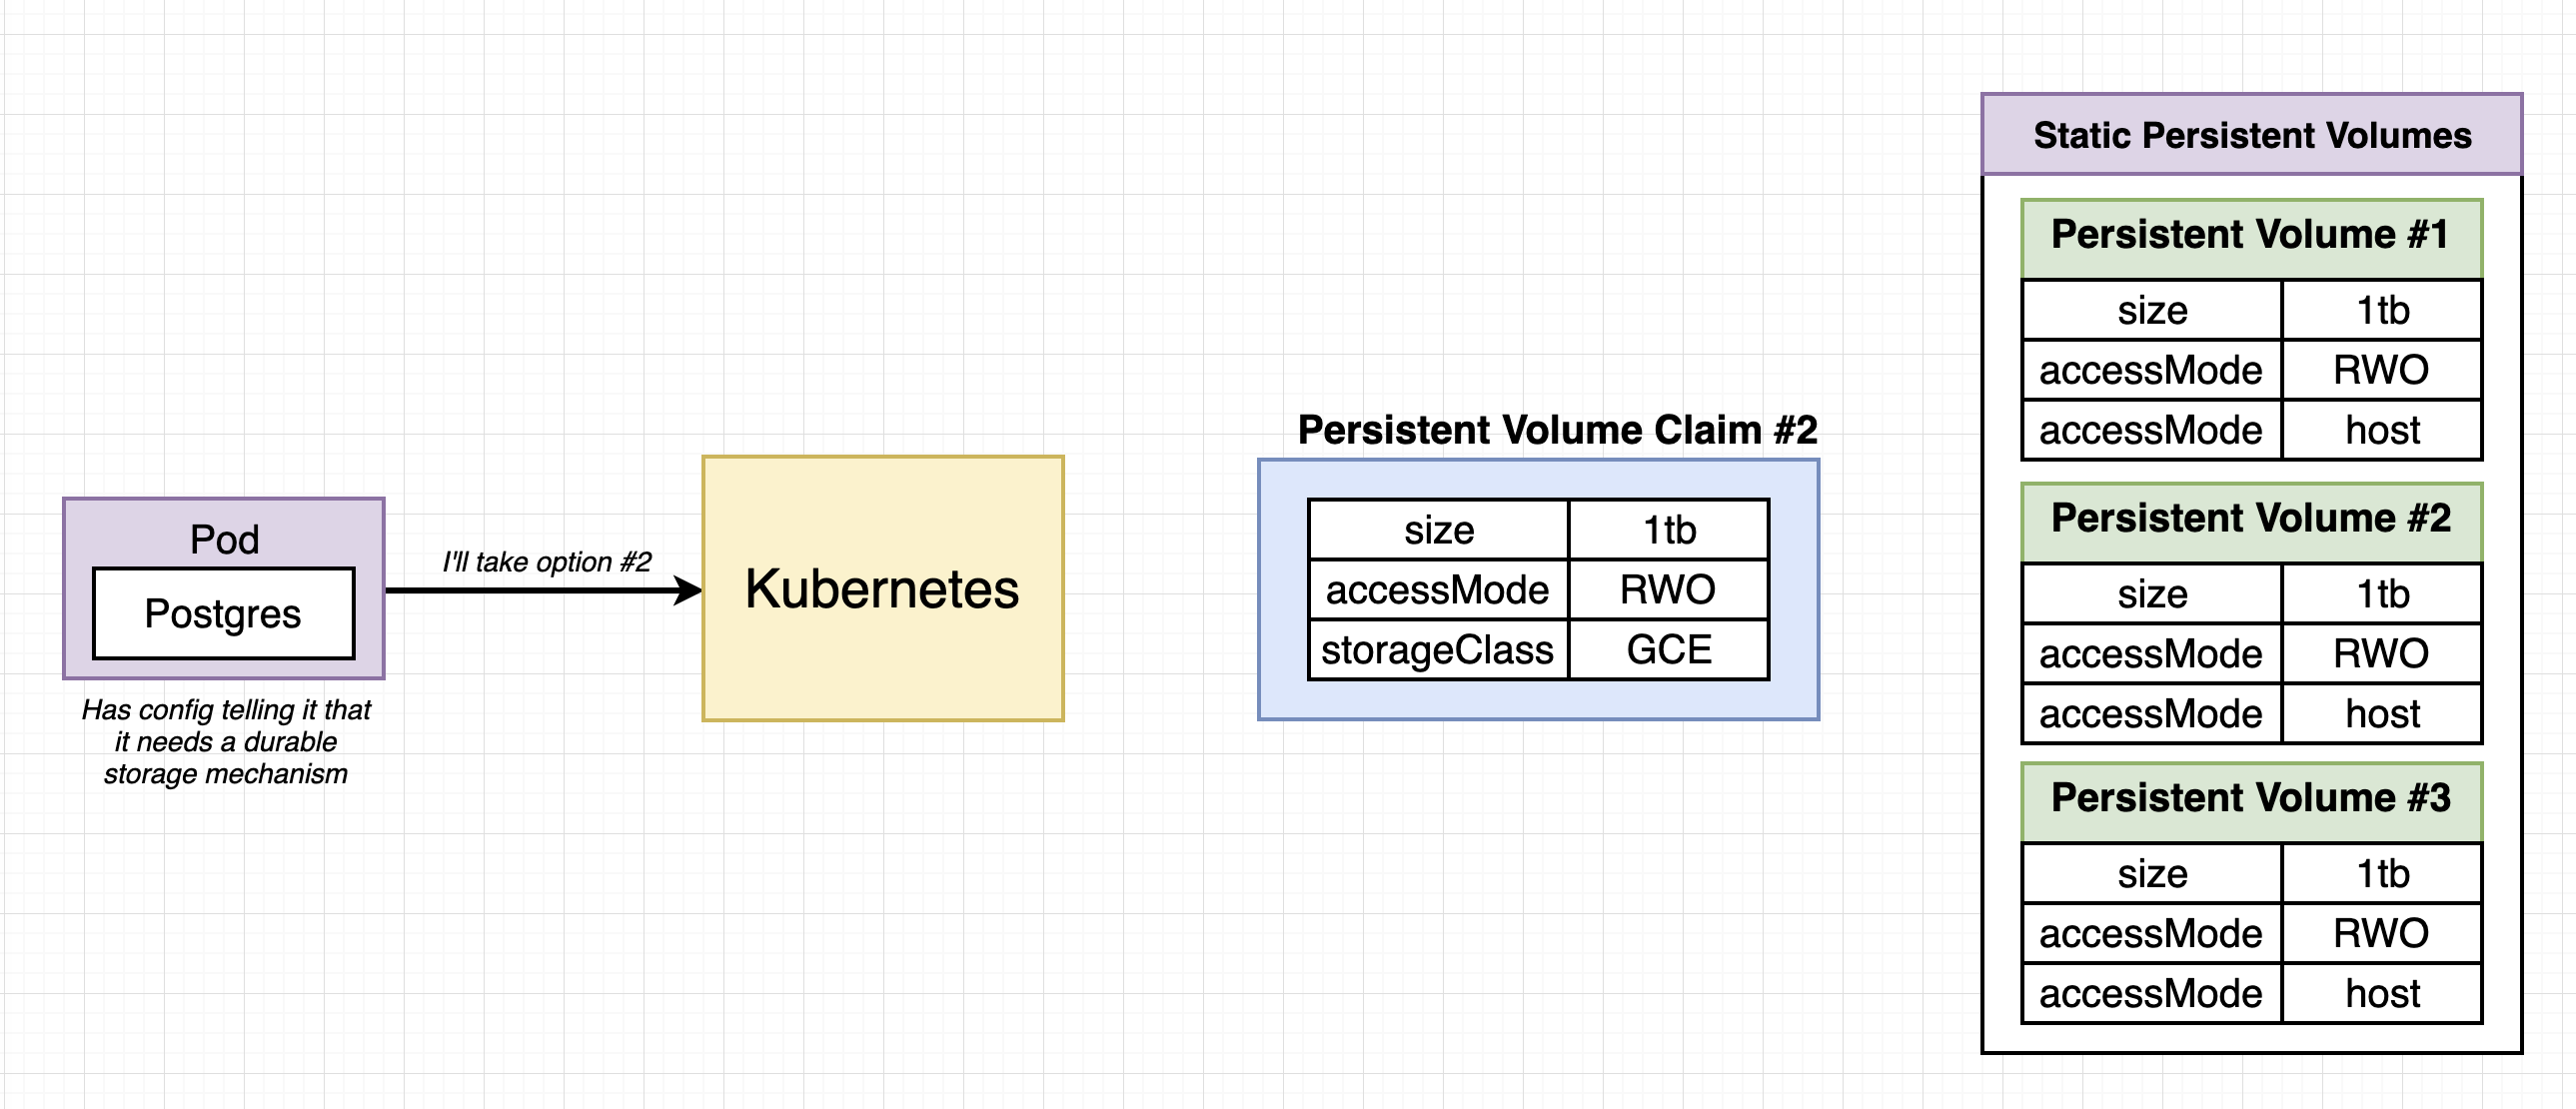 Pod
Postgres
Has config telling it that
it needs a durable
storage mechanism
I'll take option #2
Kubernetes
Persistent Volume Claim #2
size 1tb
accessMode RWO
storageClass GCE
Static Persistent Volumes
Persistent Volume #1
size 1tb
accessMode RWO
accessMode host
Persistent Volume #2
size 1tb
accessMode RWO
accessMode host
Persistent Volume #3
size 1tb
accessMode RWO
accessMode host